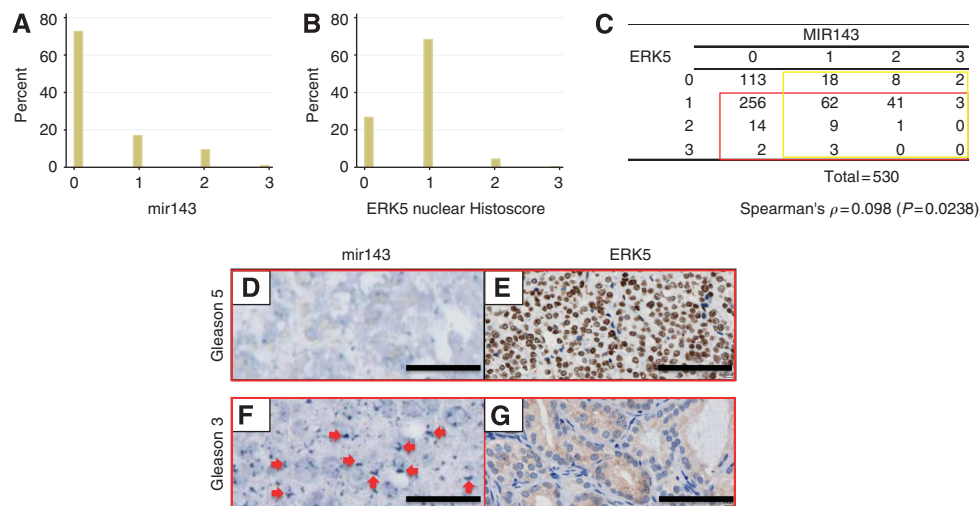 A
80
60
40
20
0
Percent
0 1 2 3
mir143
B
80
60
40
20
0
Percent
0 1 2 3
ERK5 nuclear Histoscore
C
MIR143
ERK5 0 1 2 3
0 113 18 8 2
1 256 62 41 3
2 14 9 1 0
3 2 3 0 0
Total=530
Spearman's ρ=0.098 (P=0.0238)
mir143 ERK5
Gleason 5
D
E
Gleason 3
F
G